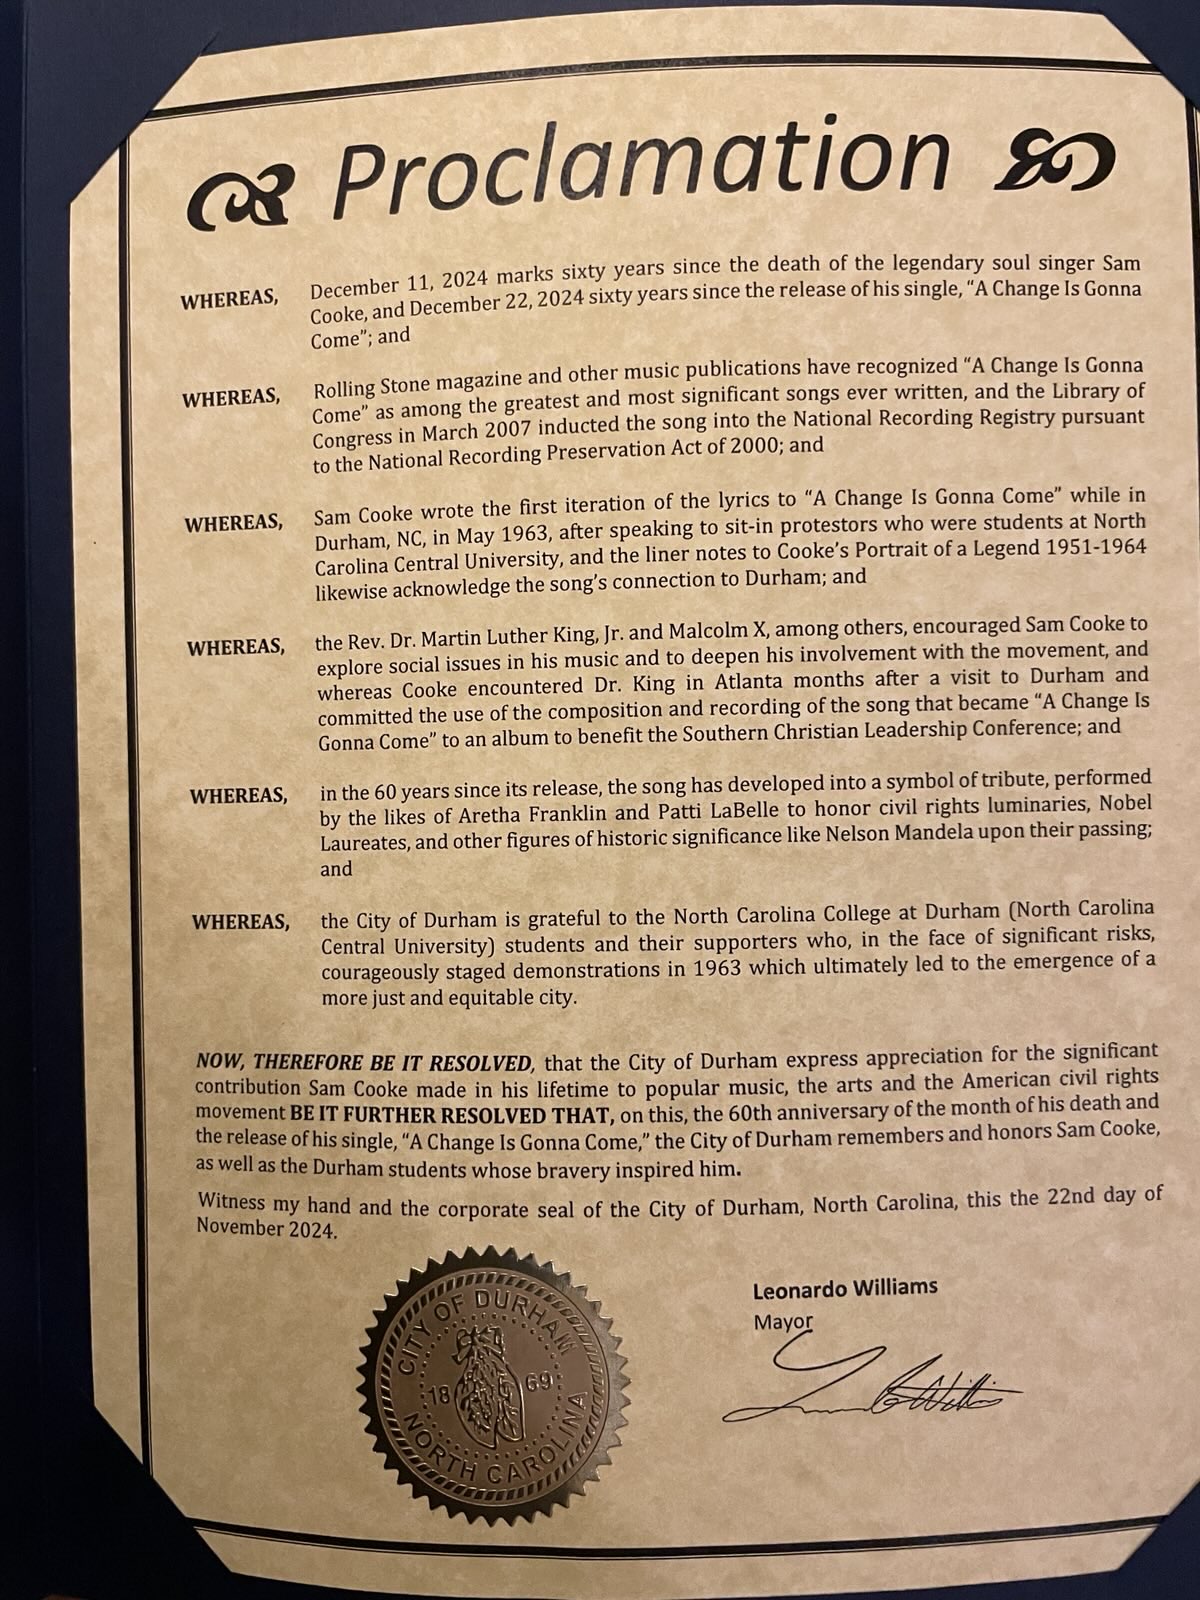 Proclamation
WHEREAS, December 11, 2024 marks sixty years since the death of the legendary soul singer Sam
Cooke, and December 22, 2024 sixty years since the release of his single, “A Change Is Gonna
Come”; and
WHEREAS, Rolling Stone magazine and other music publications have recognized “A Change Is Gonna
Come” as among the greatest and most significant songs ever written, and the Library of
Congress in March 2007 inducted the song into the National Recording Registry pursuant
to the National Recording Preservation Act of 2000; and
WHEREAS, Sam Cooke wrote the first iteration of the lyrics to “A Change Is Gonna Come” while in
Durham, NC, in May 1963, after speaking to sit-in protestors who were students at North
Carolina Central University, and the liner notes to Cooke’s Portrait of a Legend 1951-1964
likewise acknowledge the song’s connection to Durham; and
WHEREAS, the Rev. Dr. Martin Luther King, Jr. and Malcolm X, among others, encouraged Sam Cooke to
explore social issues in his music and to deepen his involvement with the movement, and
whereas Cooke encountered Dr. King in Atlanta months after a visit to Durham and
committed the use of the composition and recording of the song that became “A Change Is
Gonna Come” to an album to benefit the Southern Christian Leadership Conference; and
WHEREAS, in the 60 years since its release, the song has developed into a symbol of tribute, performed
by the likes of Aretha Franklin and Patti LaBelle to honor civil rights luminaries, Nobel
Laureates, and other figures of historic significance like Nelson Mandela upon their passing;
and
WHEREAS, the City of Durham is grateful to the North Carolina College at Durham (North Carolina
Central University) students and their supporters who, in the face of significant risks,
courageously staged demonstrations in 1963 which ultimately led to the emergence of a
more just and equitable city.
NOW, THEREFORE BE IT RESOLVED, that the City of Durham express appreciation for the significant
contribution Sam Cooke made in his lifetime to popular music, the arts and the American civil rights
movement BE IT FURTHER RESOLVED THAT, on this, the 60th anniversary of the month of his death and
the release of his single, “A Change Is Gonna Come,” the City of Durham remembers and honors Sam Cooke,
as well as the Durham students whose bravery inspired him.
Witness my hand and the corporate seal of the City of Durham, North Carolina, this the 22nd day of
November 2024.
Leonardo Williams
Mayor
CITY OF DURHAM
1869
NORTH CAROLINA